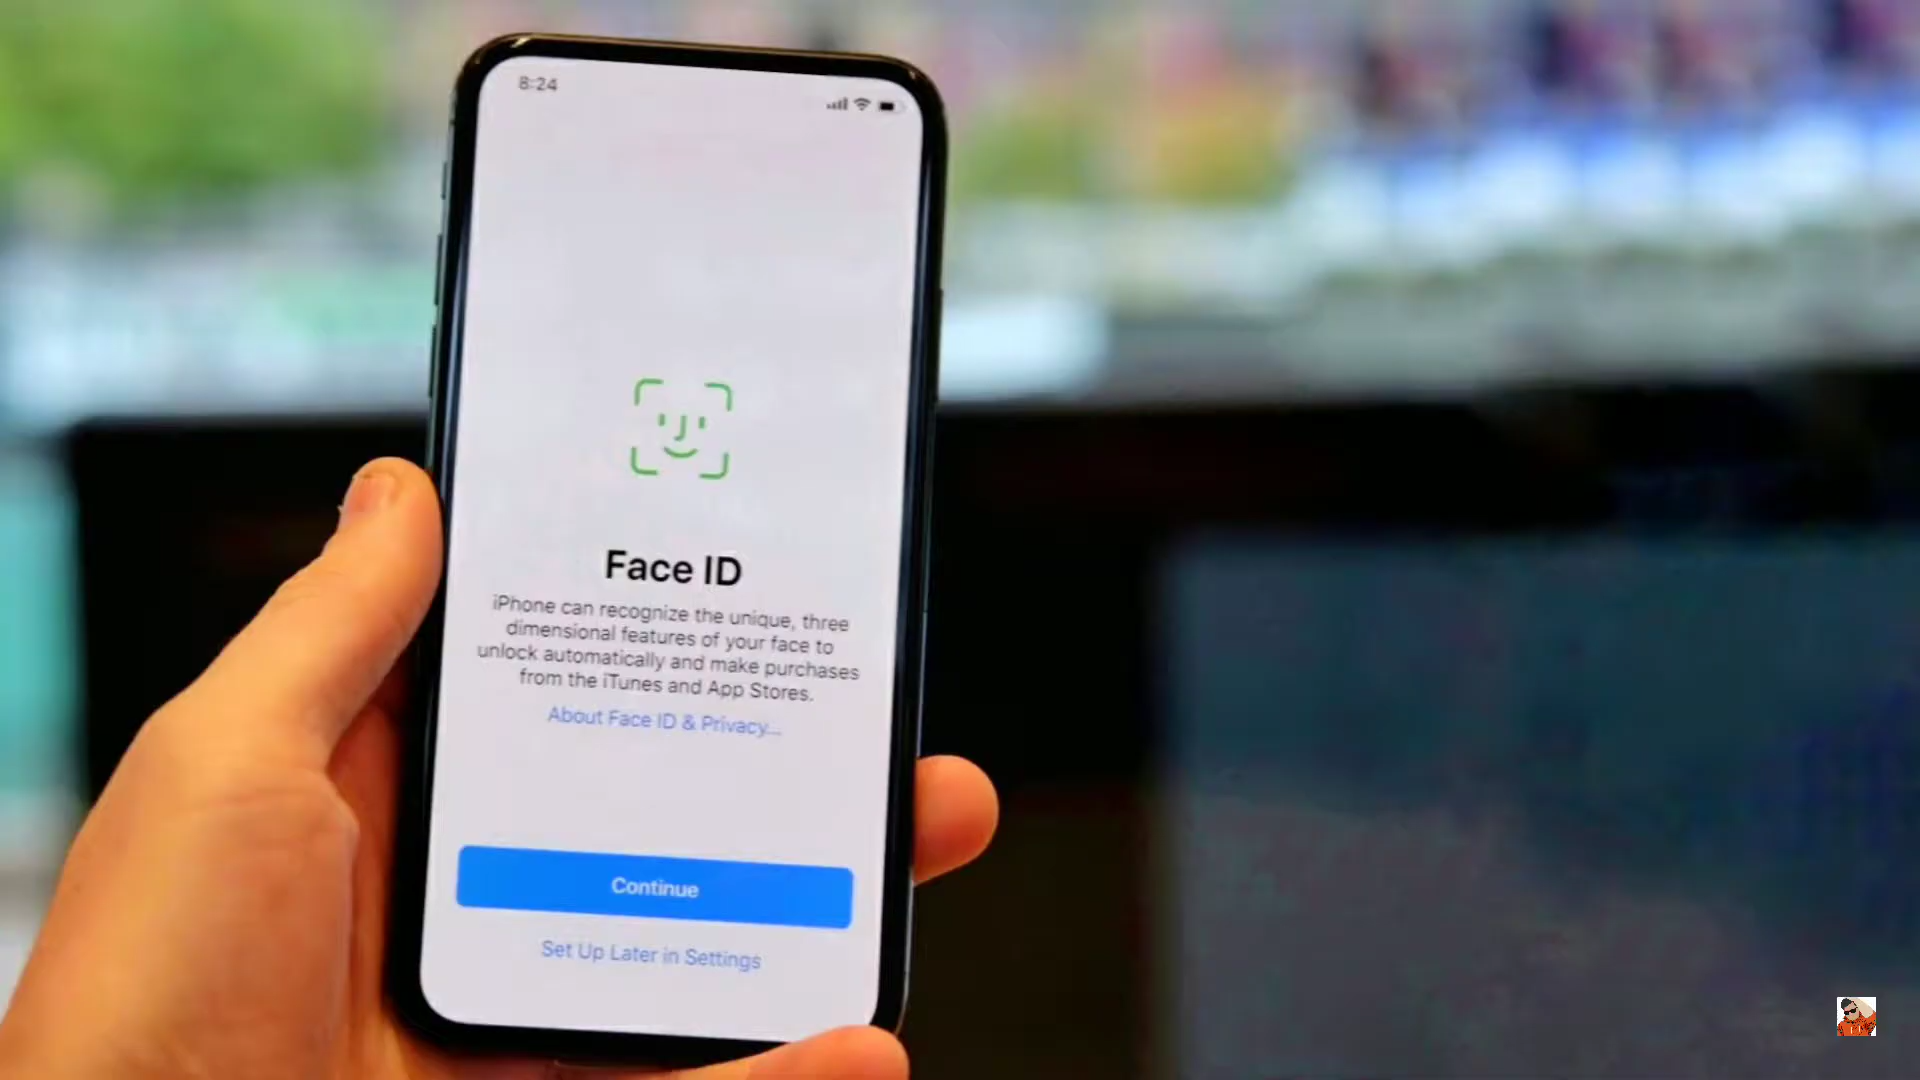 8:24
Face ID
iPhone can recognize the unique, three
dimensional features of your face to
unlock automatically and make purchases
from the iTunes and App Stores.
About Face ID & Privacy...
Continue
Set Up Later in Settings